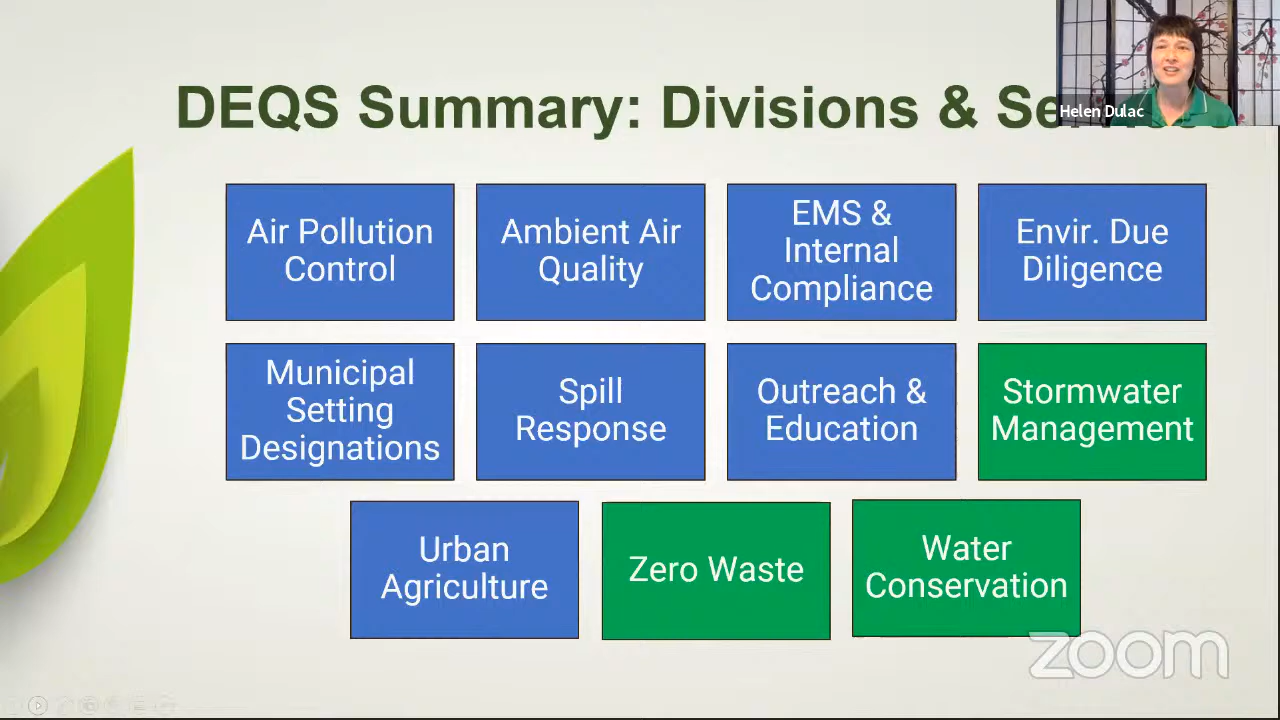 DEQS Summary: Divisions &
Helen Dulac
Air Pollution
Control
Ambient Air
Quality
EMS &
Internal
Compliance
Envir. Due
Diligence
Municipal
Setting
Designations
Spill
Response
Outreach &
Education
Stormwater
Management
Urban
Agriculture
Zero Waste
Water
Conservation
zoom